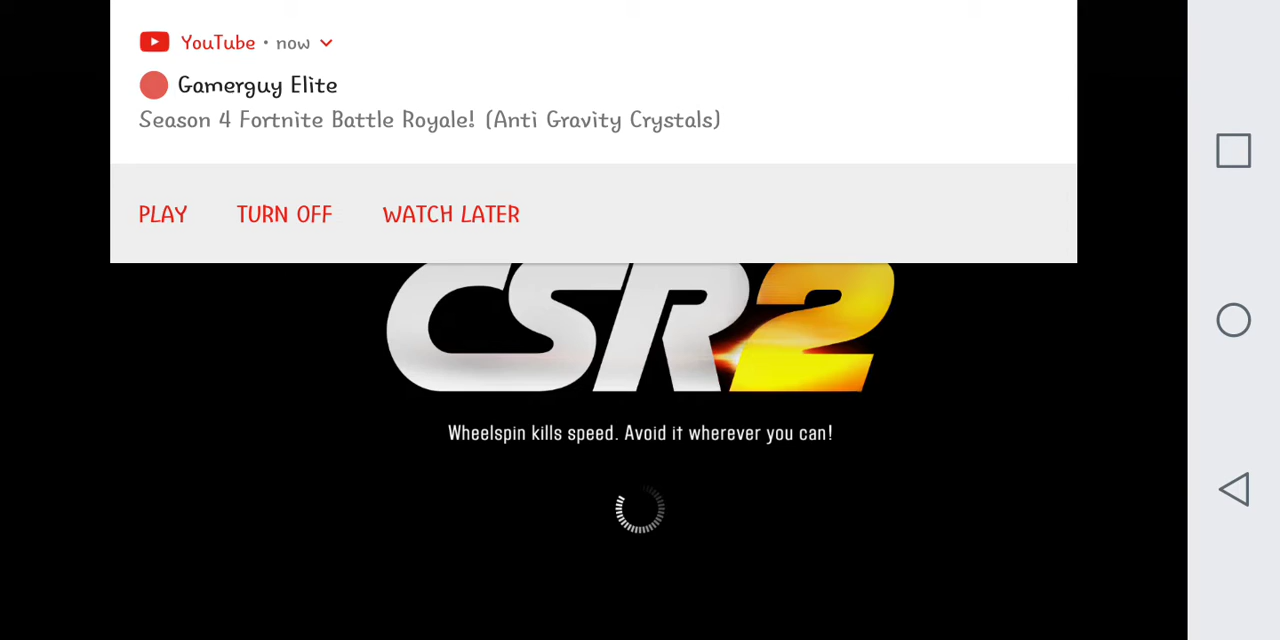 YouTube • now
Gamerguy Elite
Season 4 Fortnite Battle Royale! (Anti Gravity Crystals)
PLAY TURN OFF WATCH LATER
CSR2
Wheelspin kills speed. Avoid it wherever you can!